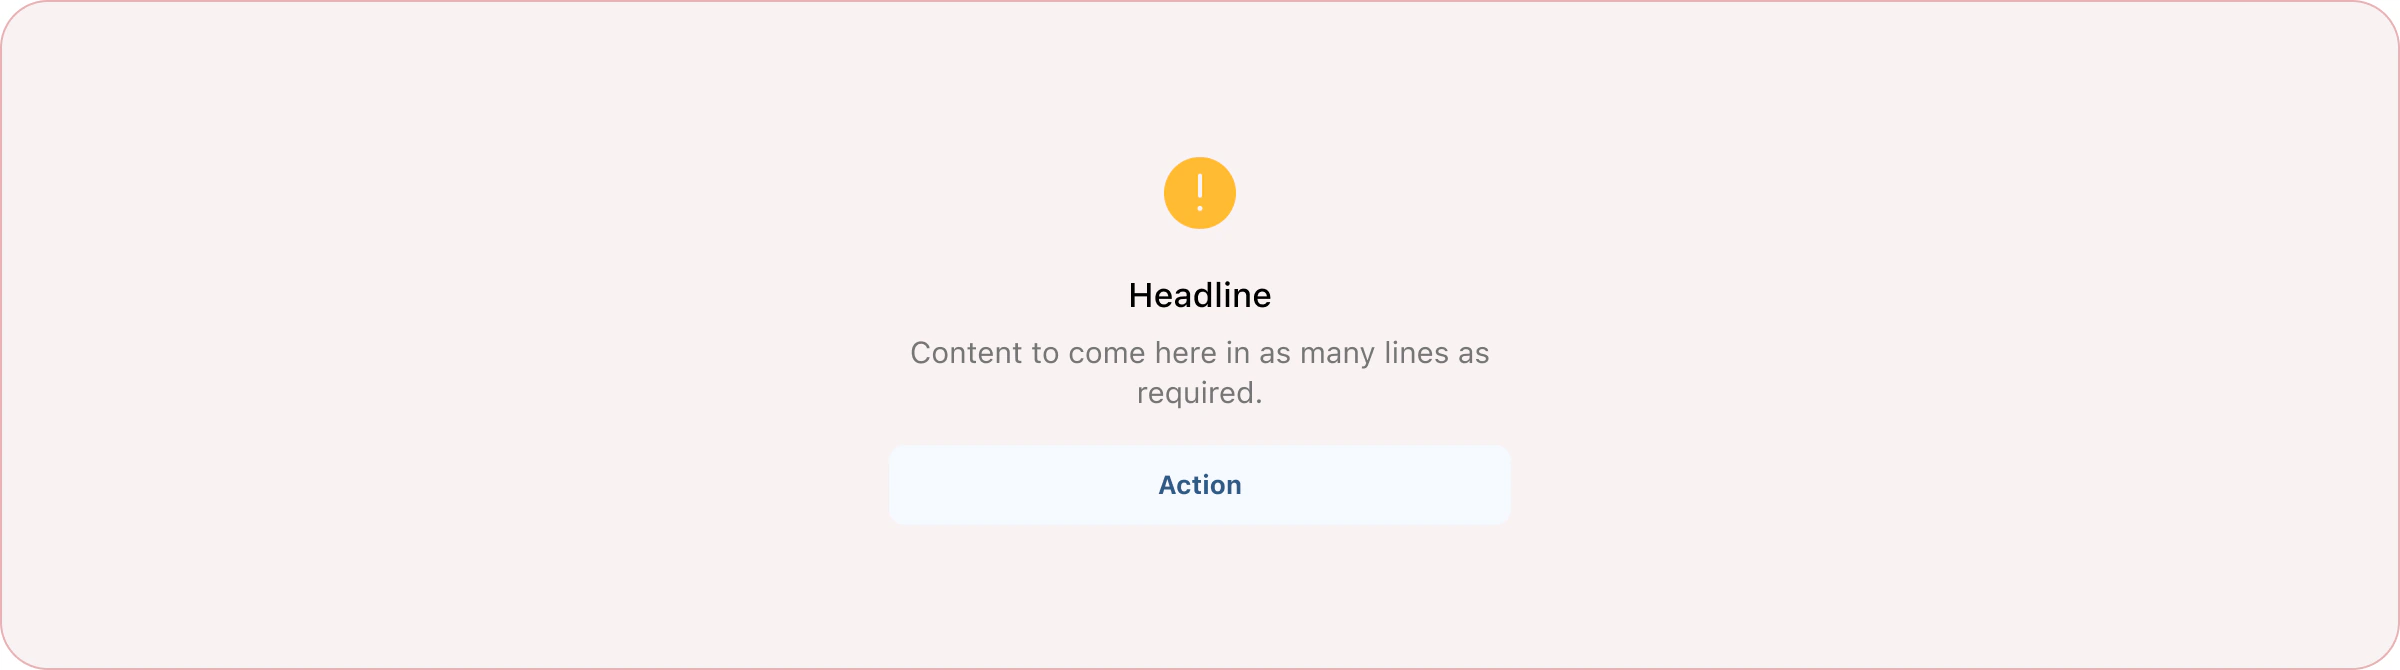 Headline
Content to come here in as many lines as
required.
Action